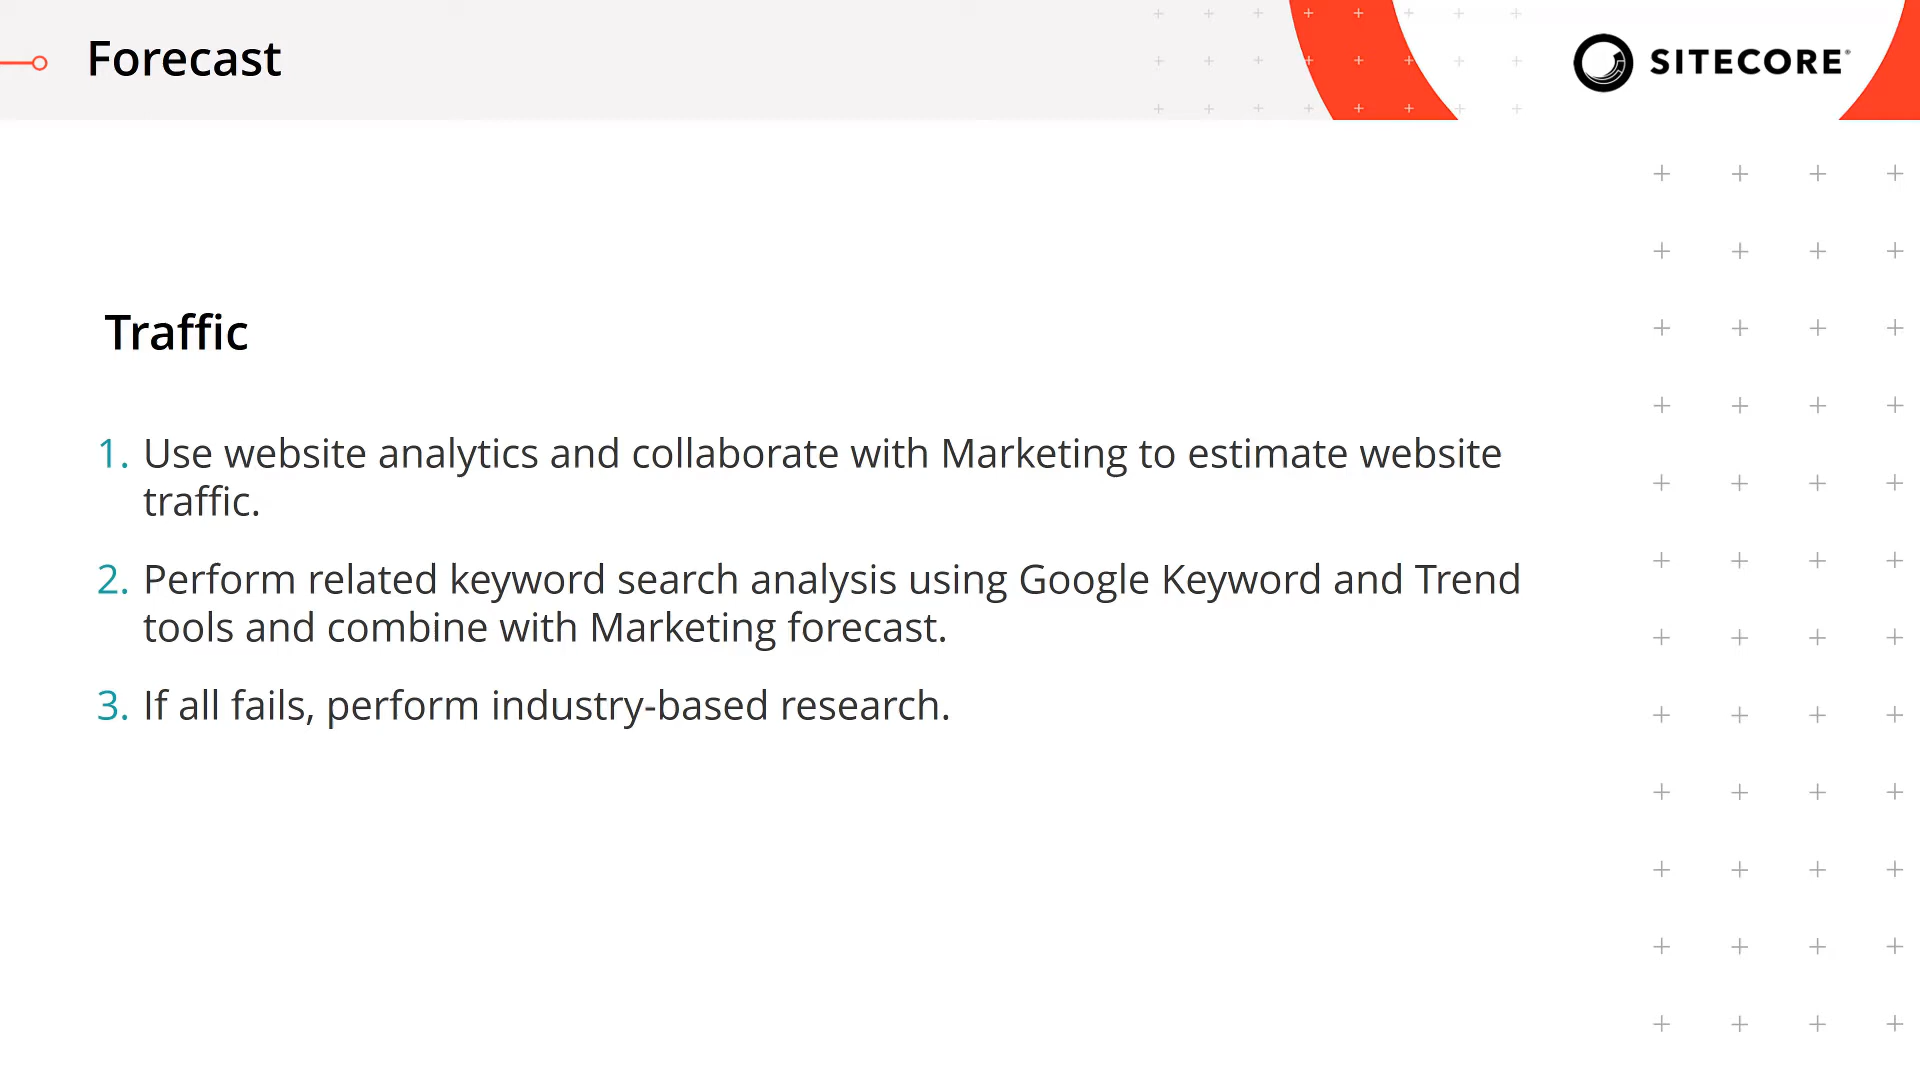 Forecast
SITECORE®
Traffic
1. Use website analytics and collaborate with Marketing to estimate website
traffic.
2. Perform related keyword search analysis using Google Keyword and Trend
tools and combine with Marketing forecast.
3. If all fails, perform industry-based research.